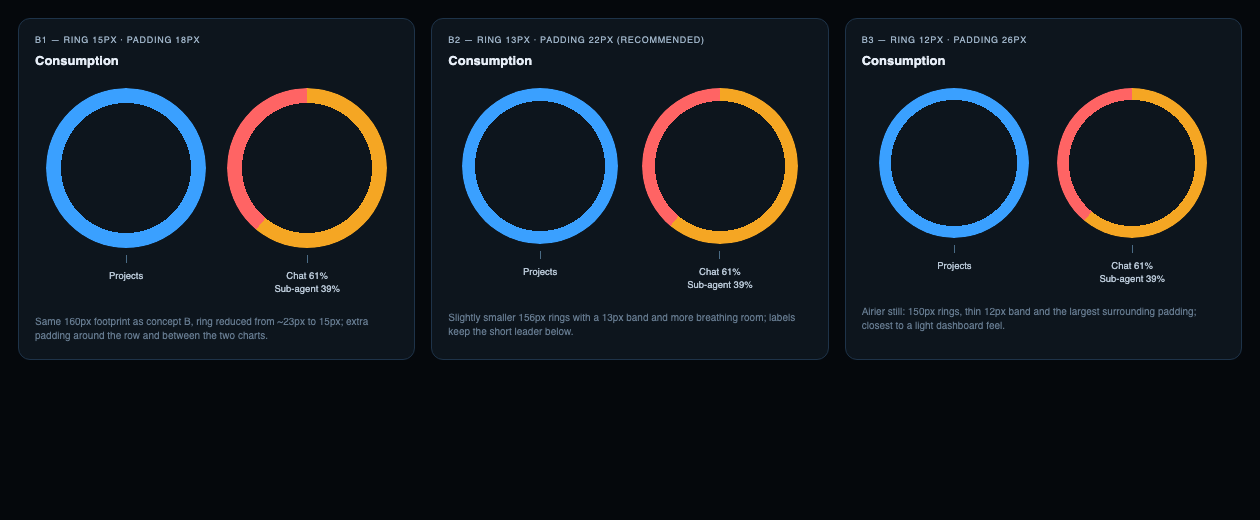 B1 — RING 15PX · PADDING 18PX
Consumption
Projects
Chat 61%
Sub-agent 39%
Same 160px footprint as concept B, ring reduced from ~23px to 15px; extra
padding around the row and between the two charts.
B2 — RING 13PX · PADDING 22PX (RECOMMENDED)
Consumption
Projects
Chat 61%
Sub-agent 39%
Slightly smaller 156px rings with a 13px band and more breathing room; labels
keep the short leader below.
B3 — RING 12PX · PADDING 26PX
Consumption
Projects
Chat 61%
Sub-agent 39%
Airier still: 150px rings, thin 12px band and the largest surrounding padding;
closest to a light dashboard feel.